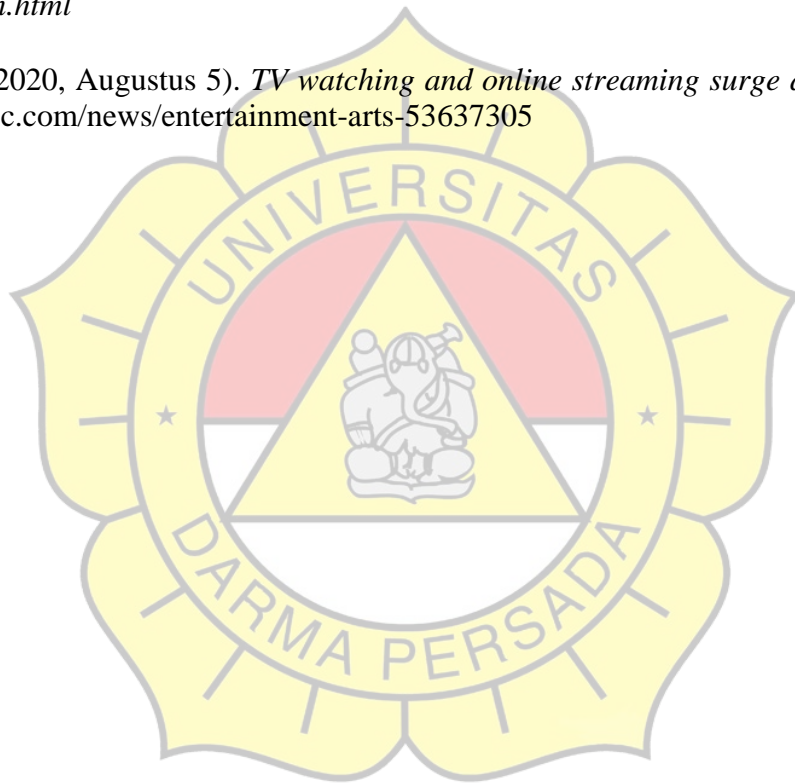 n.html
2020, Augustus 5). TV watching and online streaming surge
c.com/news/entertainment-arts-53637305
UNIVERSITAS
DARMA PERSADA